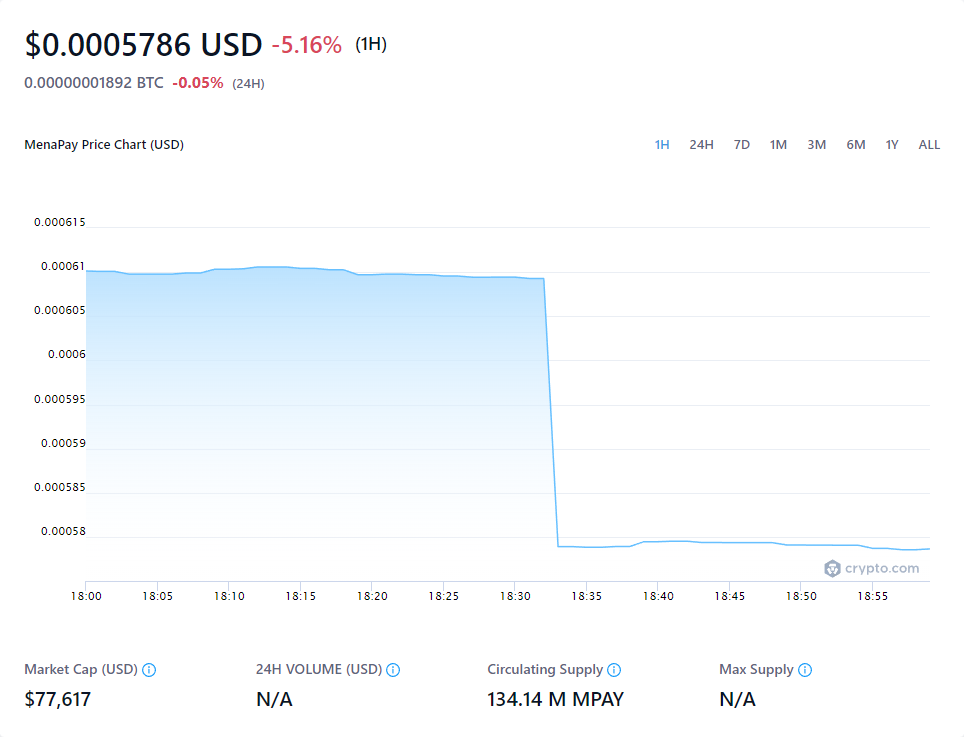 $0.0005786 USD -5.16% (1H)
0.00000001892 BTC -0.05% (24H)
MenaPay Price Chart (USD) 1H 24H 7D 1M 3M 6M 1Y ALL
0.000615
0.00061
0.000605
0.0006
0.000595
0.00059
0.000585
0.00058
crypto.com
18:00 18:05 18:10 18:15 18:20 18:25 18:30 18:35 18:40 18:45 18:50 18:55
Market Cap (USD) 24H VOLUME (USD) Circulating Supply Max Supply
$77,617 N/A 134.14 M MPAY N/A